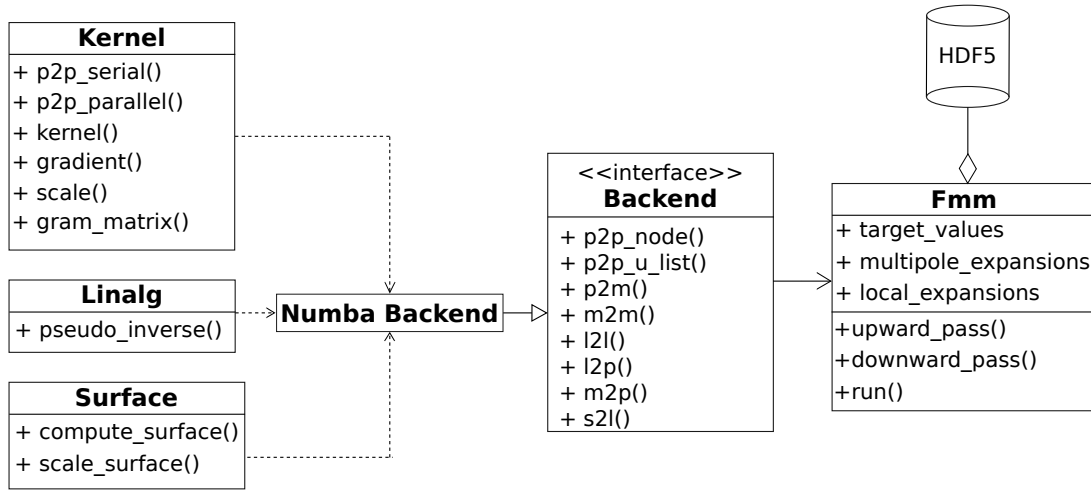 Kernel
+ p2p_serial()
+ p2p_parallel()
+ kernel()
+ gradient()
+ scale()
+ gram_matrix()
Linalg
+ pseudo_inverse()
Surface
+ compute_surface()
+ scale_surface()
Numba Backend
<<interface>>
Backend
+ p2p_node()
+ p2p_u_list()
+ p2m()
+ m2m()
+ l2l()
+ l2p()
+ m2p()
+ s2l()
HDF5
Fmm
+ target_values
+ multipole_expansions
+ local_expansions
+upward_pass()
+downward_pass()
+run()